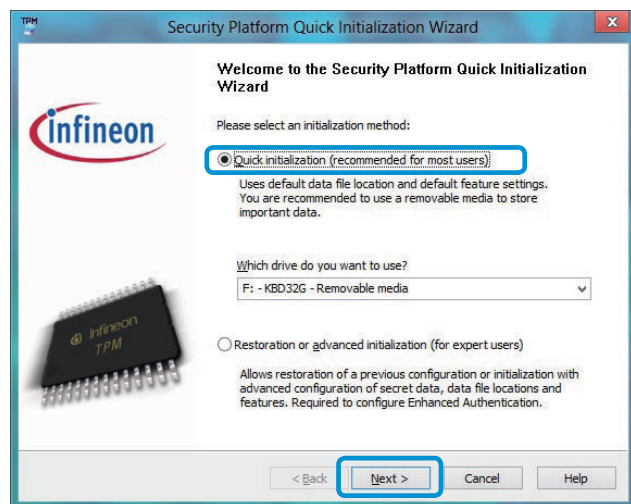 TPM
Security Platform Quick Initialization Wizard
x
Welcome to the Security Platform Quick Initialization
Wizard
infineon
Please select an initialization method:
Quick initialization (recommended for most users)
Uses default data file location and default feature settings.
You are recommended to use a removable media to store
important data.
Which drive do you want to use?
F: - KBD32G - Removable media
infineon
TPM
Restoration or advanced initialization (for expert users)
Allows restoration of a previous configuration or initialization with
advanced configuration of secret data, data file locations and
features. Required to configure Enhanced Authentication.
< Back
Next >
Cancel
Help